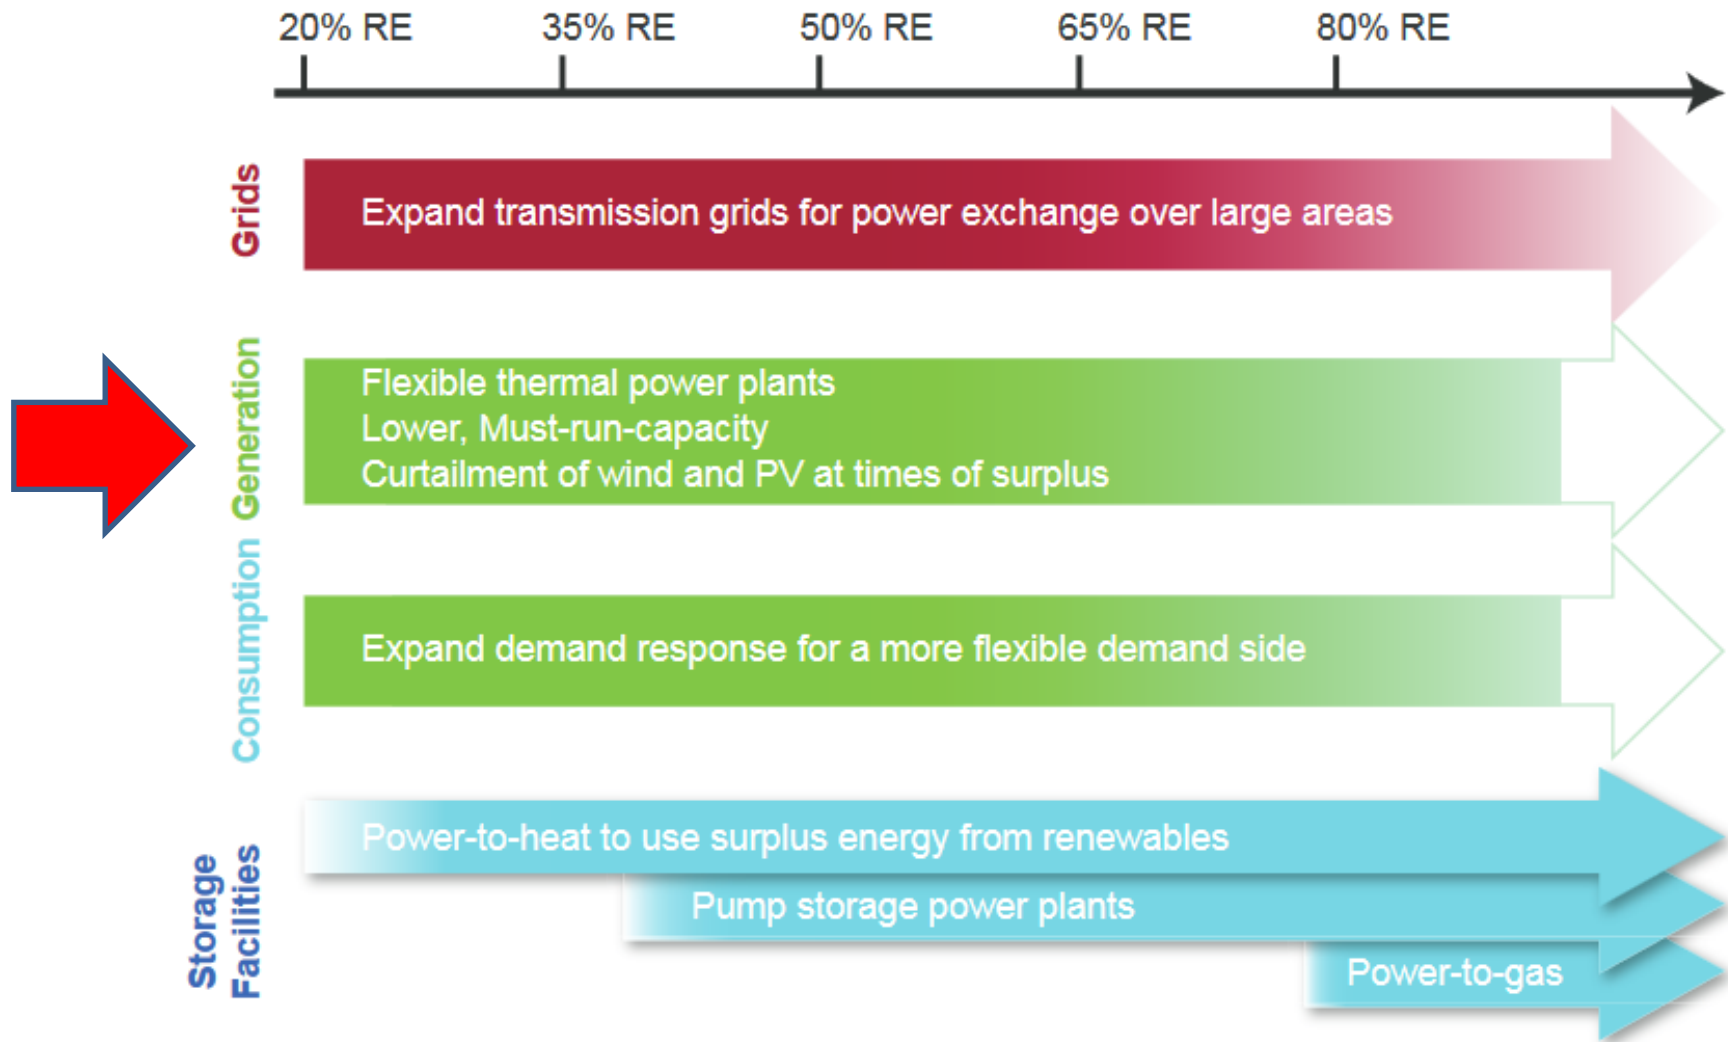 20% RE
35% RE
50% RE
65% RE
80% RE
Grids
Expand transmission grids for power exchange over large areas
Generation
Flexible thermal power plants
Lower, Must-run-capacity
Curtailment of wind and PV at times of surplus
Consumption
Expand demand response for a more flexible demand side
Storage
Facilities
Power-to-heat to use surplus energy from renewables
Pump storage power plants
Power-to-gas